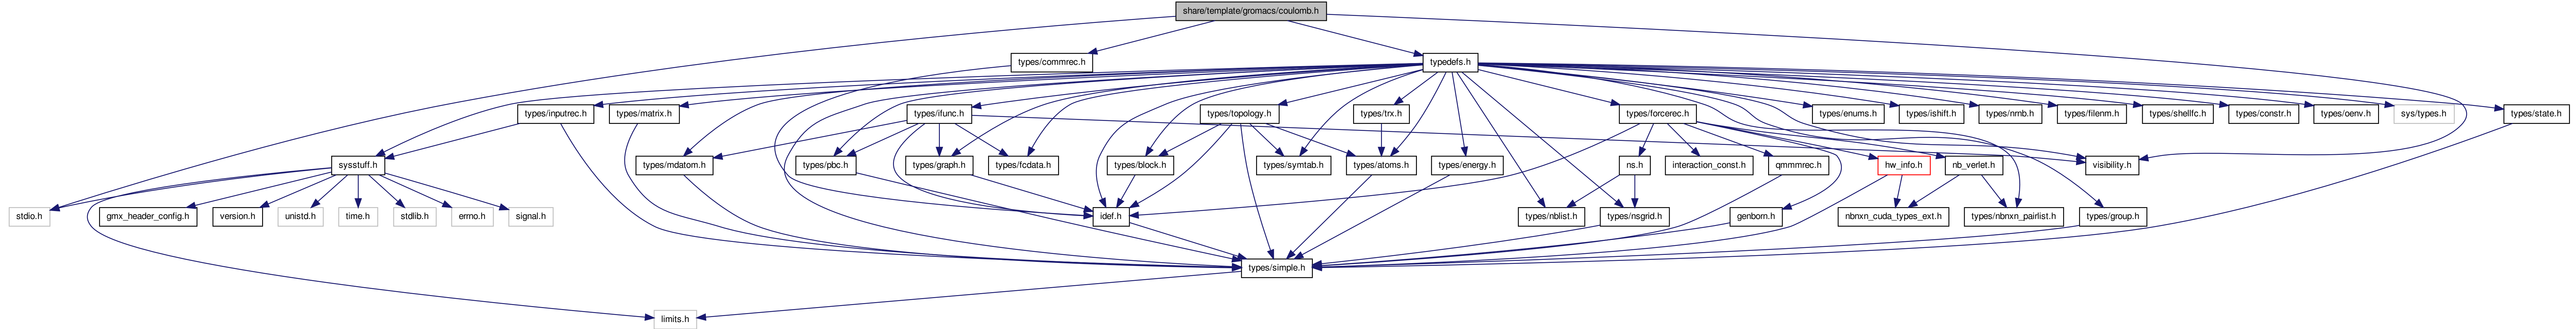 share/template/gromacs/coulomb.h
types/commrec.h
typedefs.h
types/inputrec.h
types/matrix.h
types/ifunc.h
types/topology.h
types/trx.h
types/forcerec.h
types/enums.h
types/ishift.h
types/nrnb.h
types/filenm.h
types/shellfc.h
types/constr.h
types/oenv.h
sys/types.h
types/state.h
sysstuff.h
types/mdatom.h
types/pbc.h
types/graph.h
types/fcdata.h
types/block.h
types/symtab.h
types/atoms.h
types/energy.h
ns.h
interaction_const.h
qmmmrec.h
hw_info.h
nb_verlet.h
visibility.h
stdio.h
gmx_header_config.h
version.h
unistd.h
time.h
stdlib.h
errno.h
signal.h
idef.h
types/nblist.h
types/nsgrid.h
genborn.h
nbnxn_cuda_types_ext.h
types/nbnxn_pairlist.h
types/group.h
types/simple.h
limits.h